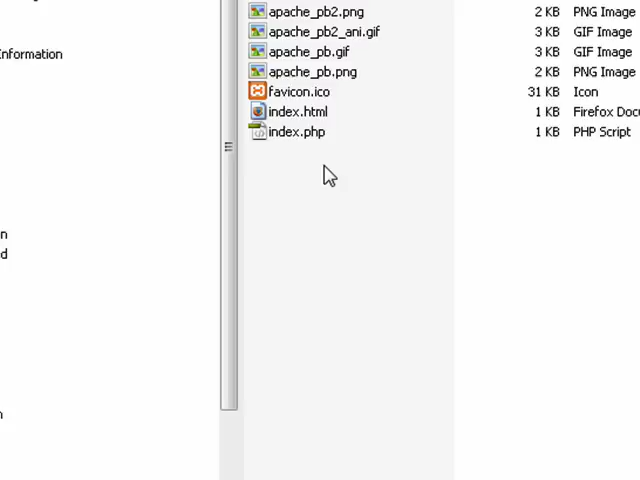 apache_pb2.png 2 KB PNG Image
apache_pb2_ani.gif 3 KB GIF Image
nformation
apache_pb.gif 3 KB GIF Image
apache_pb.png 2 KB PNG Image
favicon.ico 31 KB Icon
index.html 1 KB Firefox Docu
index.php 1 KB PHP Script
n
d